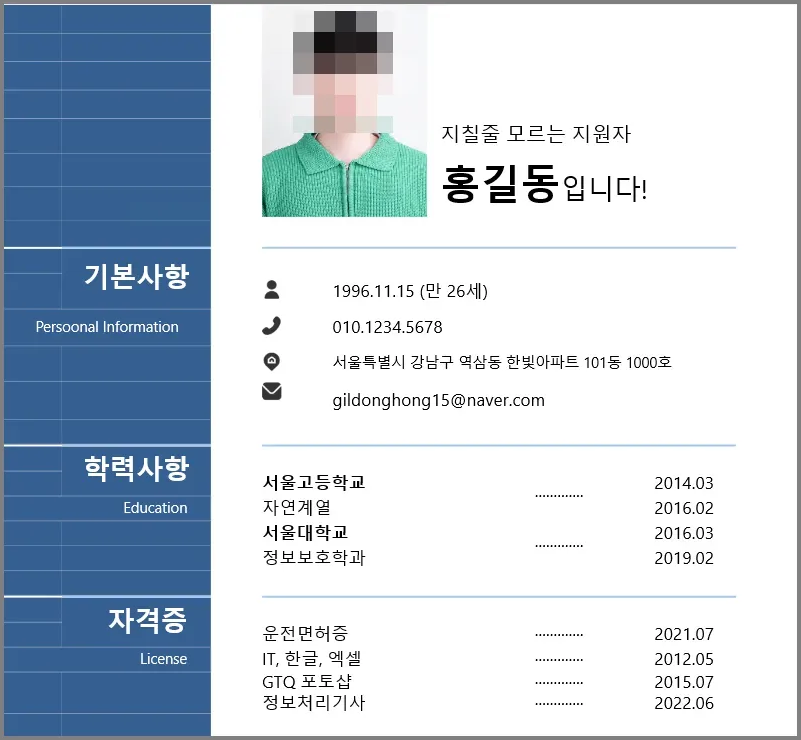 지칠줄 모르는 지원자
홍길동입니다!
기본사항
Persoonal Information
1996.11.15 (만 26세)
010.1234.5678
서울특별시 강남구 역삼동 한빛아파트 101동 1000호
gildonghong15@naver.com
학력사항
Education
서울고등학교 ············· 2014.03
자연계열 2016.02
서울대학교 ············· 2016.03
정보보호학과 2019.02
자격증
License
운전면허증 ············· 2021.07
IT, 한글, 엑셀 ············· 2012.05
GTQ 포토샵 ············· 2015.07
정보처리기사 ············· 2022.06